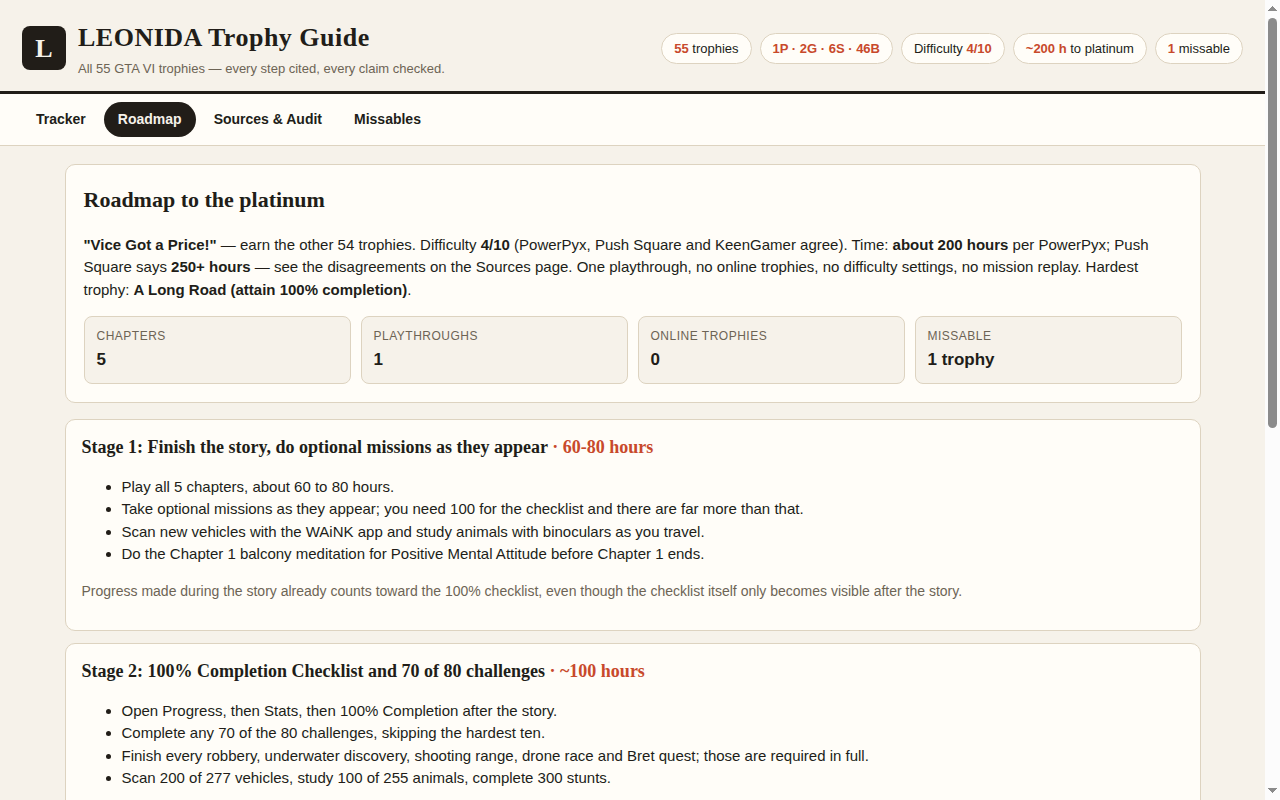 L
LEONIDA Trophy Guide
All 55 GTA VI trophies — every step cited, every claim checked.
55 trophies
1P · 2G · 6S · 46B
Difficulty 4/10
~200 h to platinum
1 missable
Tracker
Roadmap
Sources & Audit
Missables
Roadmap to the platinum
"Vice Got a Price!" — earn the other 54 trophies. Difficulty 4/10 (PowerPyx, Push Square and KeenGamer agree). Time: about 200 hours per PowerPyx; Push
Square says 250+ hours — see the disagreements on the Sources page. One playthrough, no online trophies, no difficulty settings, no mission replay. Hardest
trophy: A Long Road (attain 100% completion).
CHAPTERS
5
PLAYTHROUGHS
1
ONLINE TROPHIES
0
MISSABLE
1 trophy
Stage 1: Finish the story, do optional missions as they appear · 60-80 hours
• Play all 5 chapters, about 60 to 80 hours.
• Take optional missions as they appear; you need 100 for the checklist and there are far more than that.
• Scan new vehicles with the WAiNK app and study animals with binoculars as you travel.
• Do the Chapter 1 balcony meditation for Positive Mental Attitude before Chapter 1 ends.
Progress made during the story already counts toward the 100% checklist, even though the checklist itself only becomes visible after the story.
Stage 2: 100% Completion Checklist and 70 of 80 challenges · ~100 hours
• Open Progress, then Stats, then 100% Completion after the story.
• Complete any 70 of the 80 challenges, skipping the hardest ten.
• Finish every robbery, underwater discovery, shooting range, drone race and Bret quest; those are required in full.
• Scan 200 of 277 vehicles, study 100 of 255 animals, complete 300 stunts.